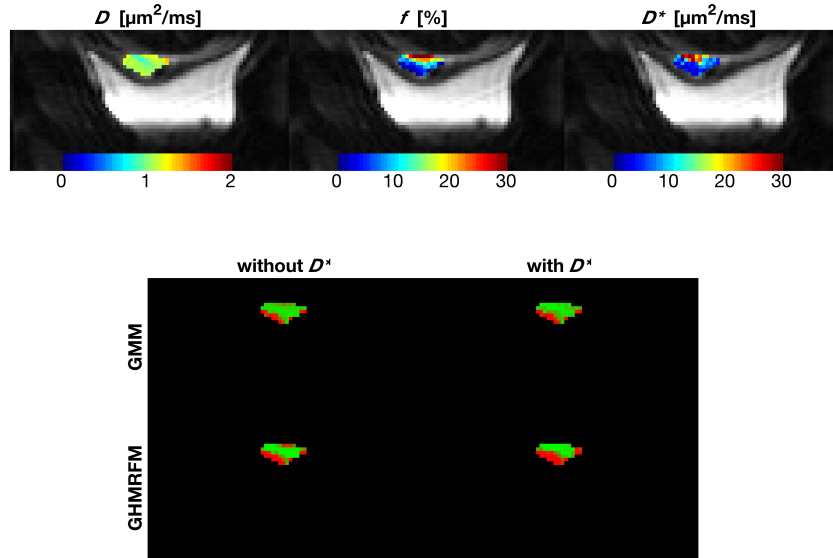 D [µm²/ms] f [%] D* [µm²/ms]
0 1 2 0 10 20 30 0 10 20 30
without D* with D*
GMM
GHMRFM